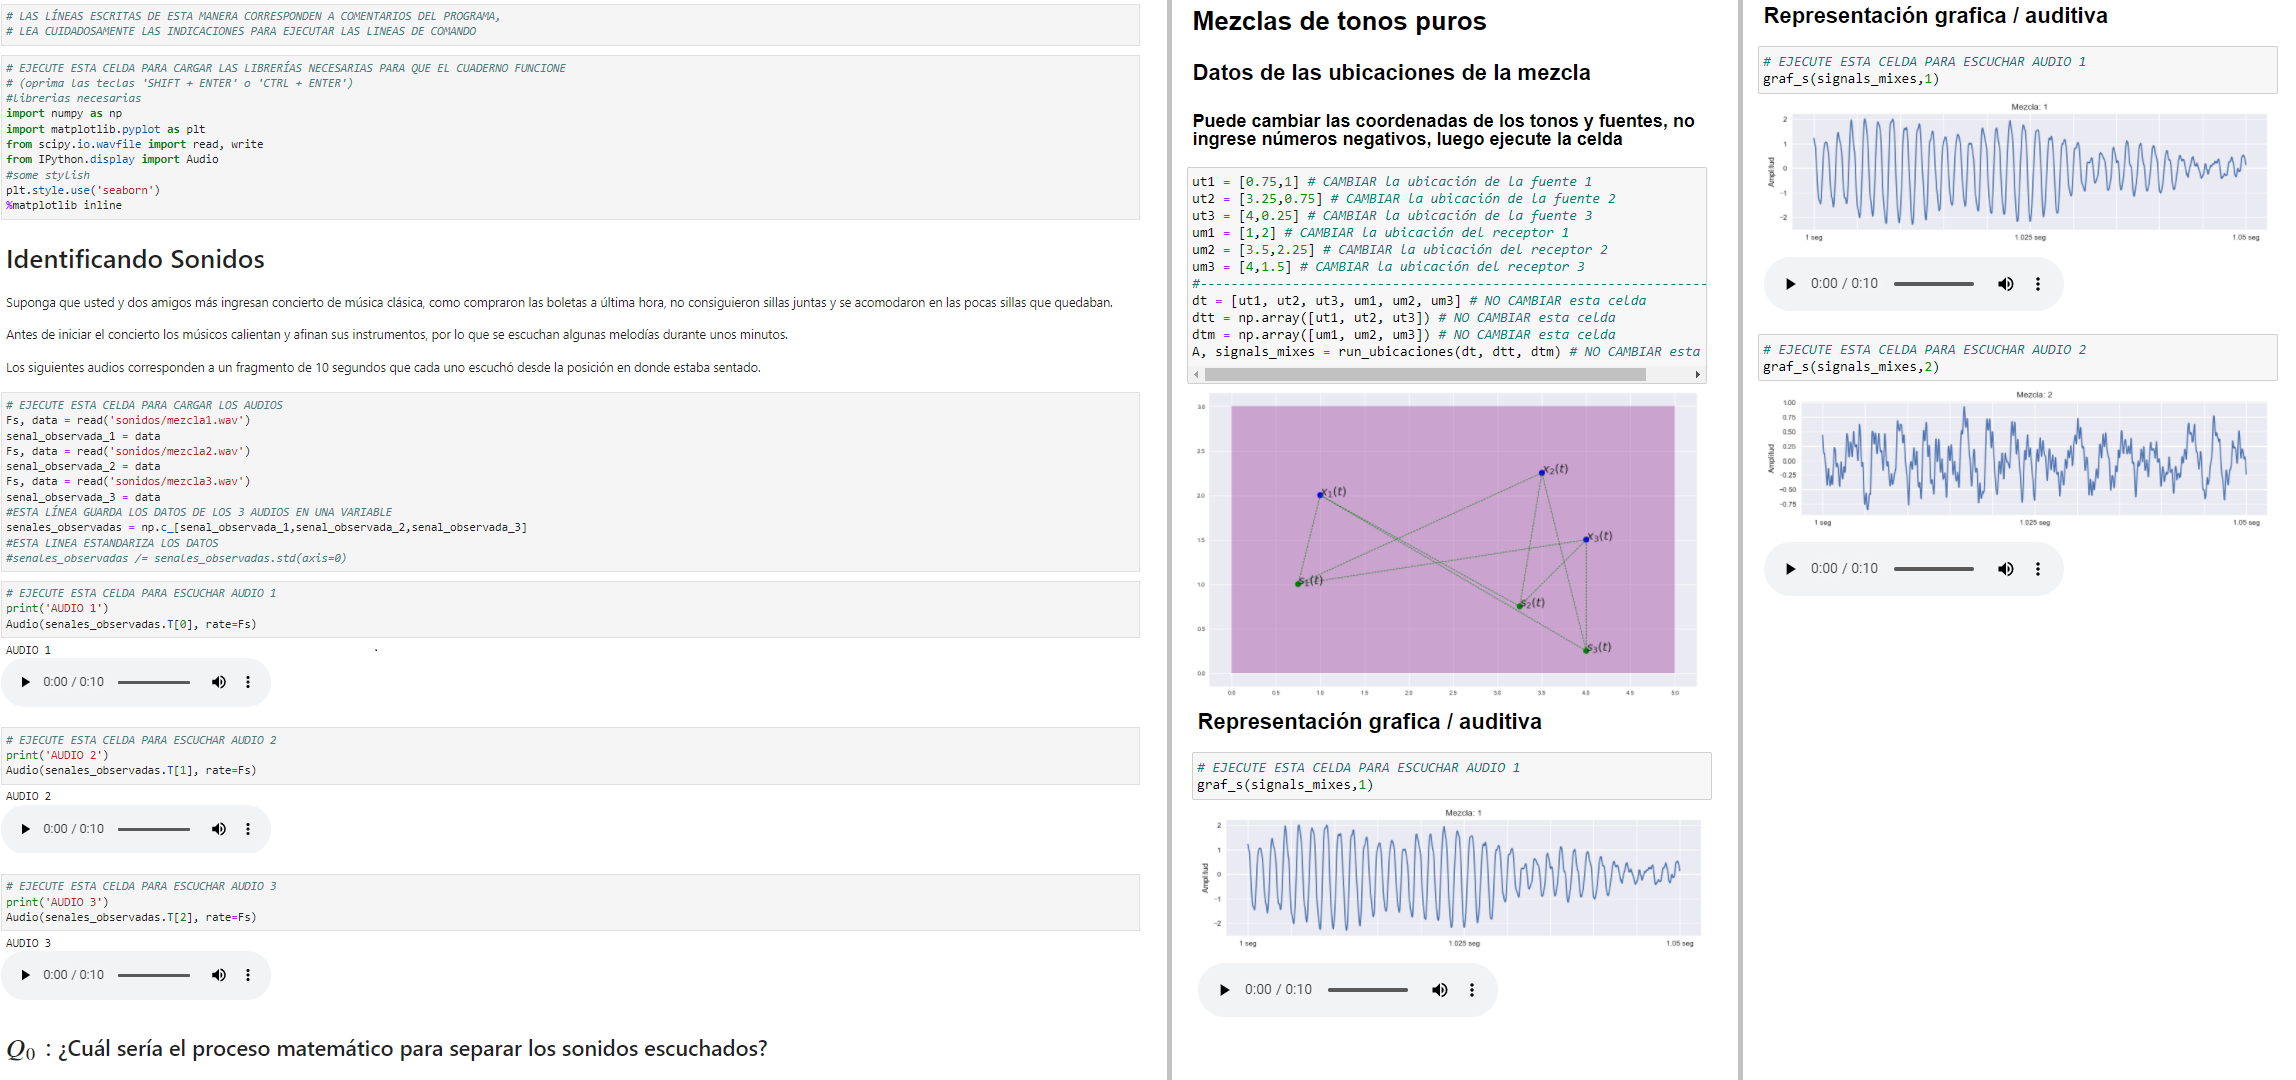 # LAS LÍNEAS ESCRITAS DE ESTA MANERA CORRESPONDEN A COMENTARIOS DEL PROGRAMA,
# LEA CUIDADOSAMENTE LAS INDICACIONES PARA EJECUTAR LAS LINEAS DE COMANDO
# EJECUTE ESTA CELDA PARA CARGAR LAS LIBRERÍAS NECESARIAS PARA QUE EL CUADERNO FUNCIONE
# (oprima las teclas 'SHIFT + ENTER' o 'CTRL + ENTER')
#librerias necesarias
import numpy as np
import matplotlib.pyplot as plt
from scipy.io.wavfile import read, write
from IPython.display import Audio
#some stylish
plt.style.use('seaborn')
%matplotlib inline
Identificando Sonidos
Suponga que usted y dos amigos más ingresan concierto de música clásica, como compraron las boletas a última hora, no consiguieron sillas juntas y se acomodaron en las pocas sillas que quedaban.
Antes de iniciar el concierto los músicos calientan y afinan sus instrumentos, por lo que se escuchan algunas melodías durante unos minutos.
Los siguientes audios corresponden a un fragmento de 10 segundos que cada uno escuchó desde la posición en donde estaba sentado.
# EJECUTE ESTA CELDA PARA CARGAR LOS AUDIOS
Fs, data = read('sonidos/mezcla1.wav')
senal_observada_1 = data
Fs, data = read('sonidos/mezcla2.wav')
senal_observada_2 = data
Fs, data = read('sonidos/mezcla3.wav')
senal_observada_3 = data
#ESTA LÍNEA GUARDA LOS DATOS DE LOS 3 AUDIOS EN UNA VARIABLE
senales_observadas = np.c_[senal_observada_1,senal_observada_2,senal_observada_3]
#ESTA LINEA ESTANDARIZA LOS DATOS
#senales_observadas /= senales_observadas.std(axis=0)
# EJECUTE ESTA CELDA PARA ESCUCHAR AUDIO 1
print('AUDIO 1')
Audio(senales_observadas.T[0], rate=Fs)
AUDIO 1
0:00 / 0:10
# EJECUTE ESTA CELDA PARA ESCUCHAR AUDIO 2
print('AUDIO 2')
Audio(senales_observadas.T[1], rate=Fs)
AUDIO 2
0:00 / 0:10
# EJECUTE ESTA CELDA PARA ESCUCHAR AUDIO 3
print('AUDIO 3')
Audio(senales_observadas.T[2], rate=Fs)
AUDIO 3
0:00 / 0:10
Q0 : ¿Cuál sería el proceso matemático para separar los sonidos escuchados?
Mezclas de tonos puros
Datos de las ubicaciones de la mezcla
Puede cambiar las coordenadas de los tonos y fuentes, no
ingrese números negativos, luego ejecute la celda
ut1 = [0.75,1] # CAMBIAR la ubicación de la fuente 1
ut2 = [3.25,0.75] # CAMBIAR la ubicación de la fuente 2
ut3 = [4,0.25] # CAMBIAR la ubicación de la fuente 3
um1 = [1,2] # CAMBIAR la ubicación del receptor 1
um2 = [3.5,2.25] # CAMBIAR la ubicación del receptor 2
um3 = [4,1.5] # CAMBIAR la ubicación del receptor 3
#----------------------------------------------------------------
dt = [ut1, ut2, ut3, um1, um2, um3] # NO CAMBIAR esta celda
dtt = np.array([ut1, ut2, ut3]) # NO CAMBIAR esta celda
dtm = np.array([um1, um2, um3]) # NO CAMBIAR esta celda
A, signals_mixes = run_ubicaciones(dt, dtt, dtm) # NO CAMBIAR esta
3.0
2.5
x2(t)
2.0
x1(t)
1.5
x3(t)
1.0
s1(t)
s2(t)
0.5
s3(t)
0.0
0.0 0.5 1.0 1.5 2.0 2.5 3.0 3.5 4.0 4.5 5.0
Representación grafica / auditiva
# EJECUTE ESTA CELDA PARA ESCUCHAR AUDIO 1
graf_s(signals_mixes,1)
Mezcla: 1
Amplitud
2
1
0
-1
-2
1 seg 1.025 seg 1.05 seg
0:00 / 0:10
Representación grafica / auditiva
# EJECUTE ESTA CELDA PARA ESCUCHAR AUDIO 1
graf_s(signals_mixes,1)
Mezcla: 1
Amplitud
2
1
0
-1
-2
1 seg 1.025 seg 1.05 seg
0:00 / 0:10
# EJECUTE ESTA CELDA PARA ESCUCHAR AUDIO 2
graf_s(signals_mixes,2)
Mezcla: 2
Amplitud
1.00
0.75
0.50
0.25
0.00
-0.25
-0.50
-0.75
1 seg 1.025 seg 1.05 seg
0:00 / 0:10